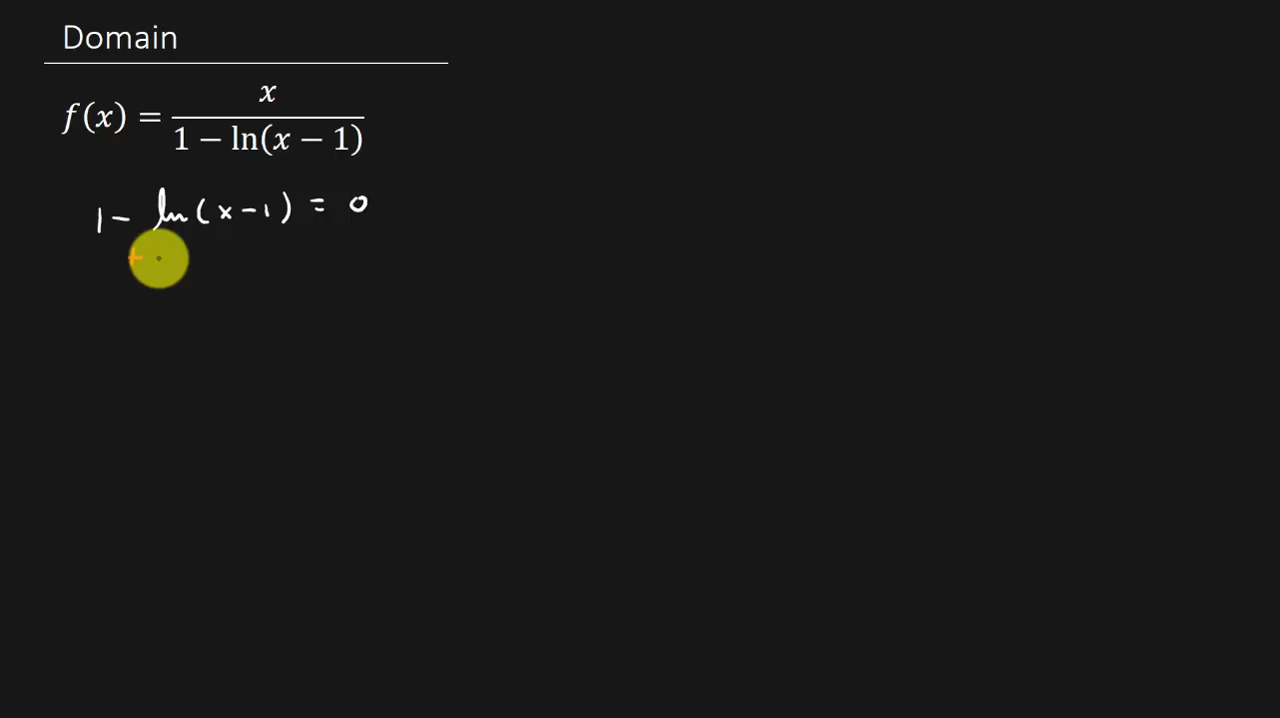 Domain
f(x) = x / (1 − ln(x − 1))
1 - ln(x-1) = 0
+